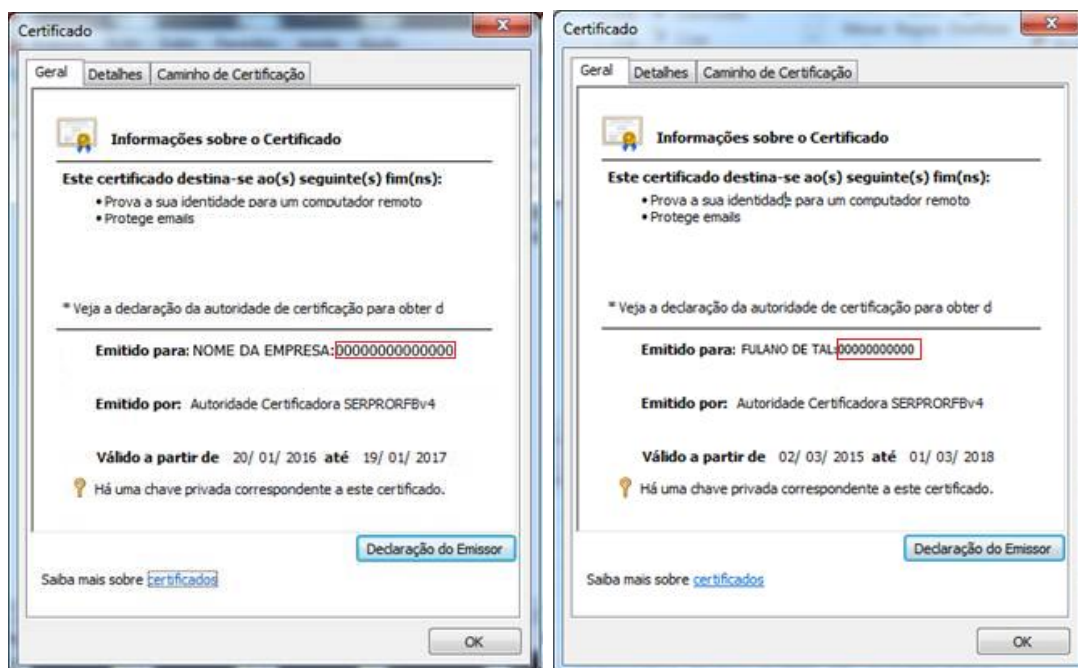 Certificado
Geral Detalhes Caminho de Certificação
Informações sobre o Certificado
Este certificado destina-se ao(s) seguinte(s) fim(ns):
• Prova a sua identidade para um computador remoto
• Protege emails
* Veja a declaração da autoridade de certificação para obter d
Emitido para: NOME DA EMPRESA:00000000000000
Emitido por: Autoridade Certificadora SERPRORFBv4
Válido a partir de 20/ 01/ 2016 até 19/ 01/ 2017
Há uma chave privada correspondente a este certificado.
Declaração do Emissor
Saiba mais sobre certificados
OK
Certificado
Geral Detalhes Caminho de Certificação
Informações sobre o Certificado
Este certificado destina-se ao(s) seguinte(s) fim(ns):
• Prova a sua identidade para um computador remoto
• Protege emails
* Veja a declaração da autoridade de certificação para obter d
Emitido para: FULANO DE TAL:00000000000
Emitido por: Autoridade Certificadora SERPRORFBv4
Válido a partir de 02/ 03/ 2015 até 01/ 03/ 2018
Há uma chave privada correspondente a este certificado.
Declaração do Emissor
Saiba mais sobre certificados
OK